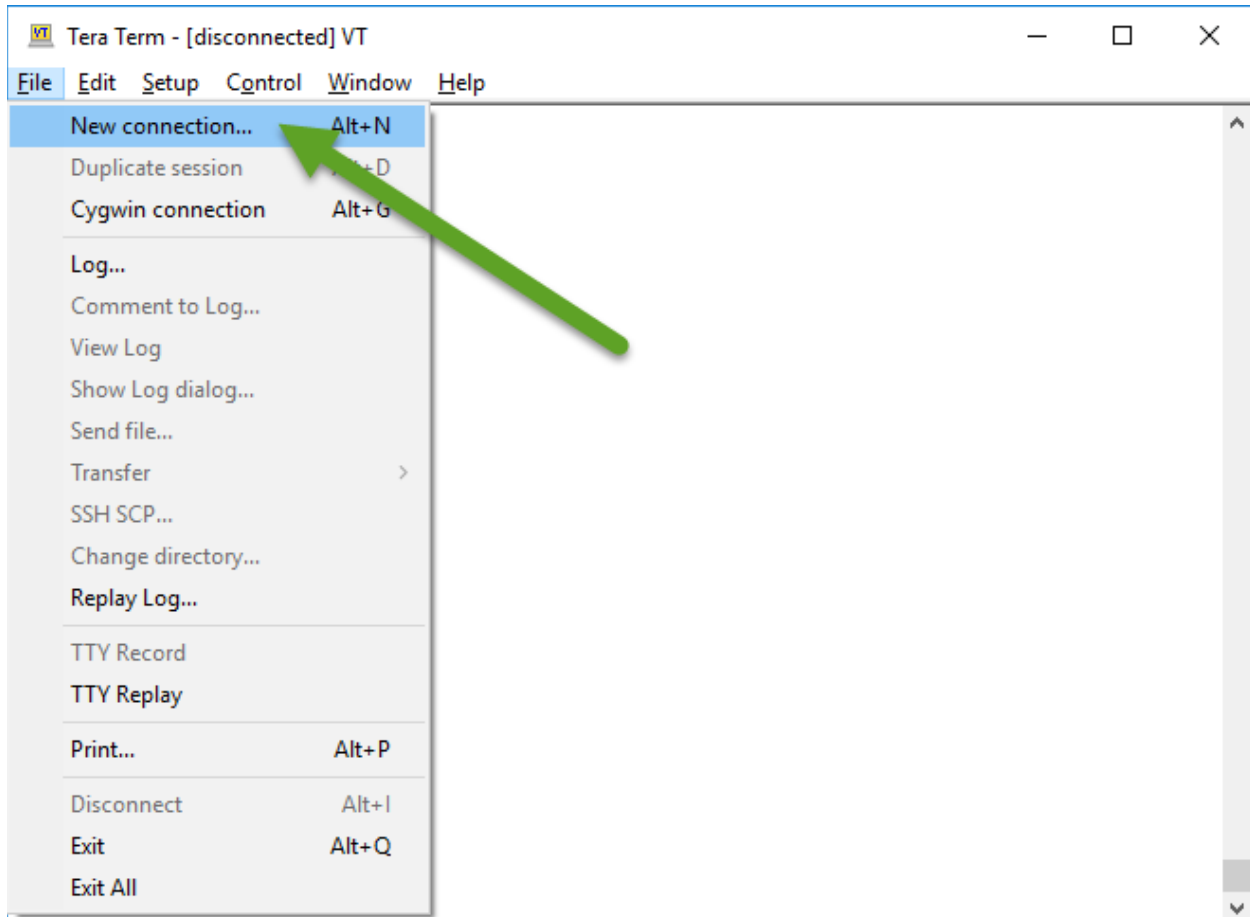 VT
Tera Term - [disconnected] VT
File Edit Setup Control Window Help
New connection... Alt+N
Duplicate session Alt+D
Cygwin connection Alt+G
Log...
Comment to Log...
View Log
Show Log dialog...
Send file...
Transfer
SSH SCP...
Change directory...
Replay Log...
TTY Record
TTY Replay
Print... Alt+P
Disconnect Alt+I
Exit Alt+Q
Exit All